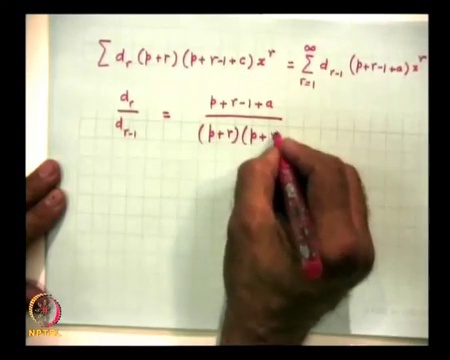 ∑ d_r (p+r) (p+r-1+c) x^r = ∑_{r=1}^{∞} d_{r-1} (p+r-1+a) x^r
d_r / d_{r-1} = p+r-1+a / (p+r)(p+
NPTEL